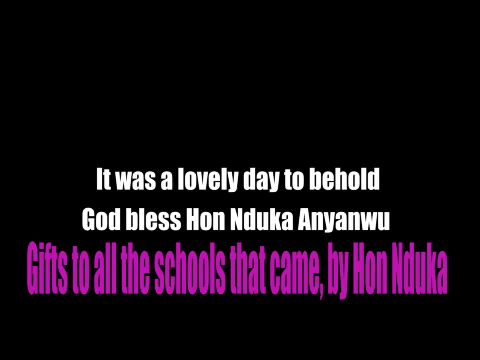 It was a lovely day to behold
God bless Hon Nduka Anyanwu
Gifts to all the schools that came, by Hon Nduka